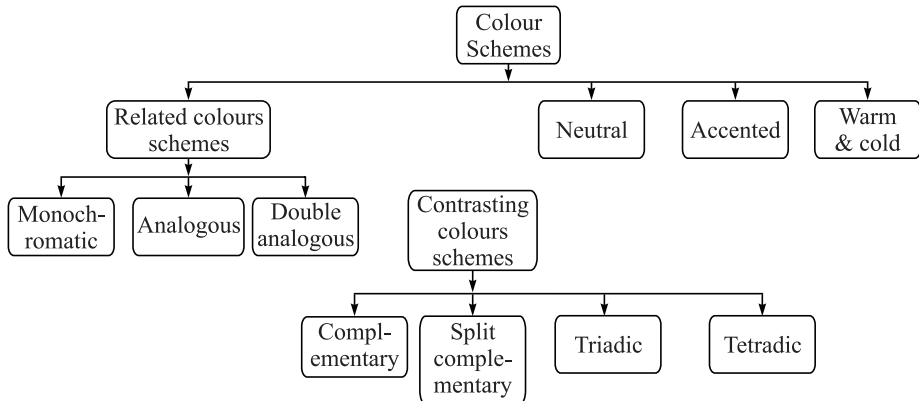 Colour
Schemes
Related colours
schemes
Neutral
Accented
Warm
& cold
Monoch-
romatic
Analogous
Double
analogous
Contrasting
colours
schemes
Compl-
ementary
Split
comple-
mentary
Triadic
Tetradic